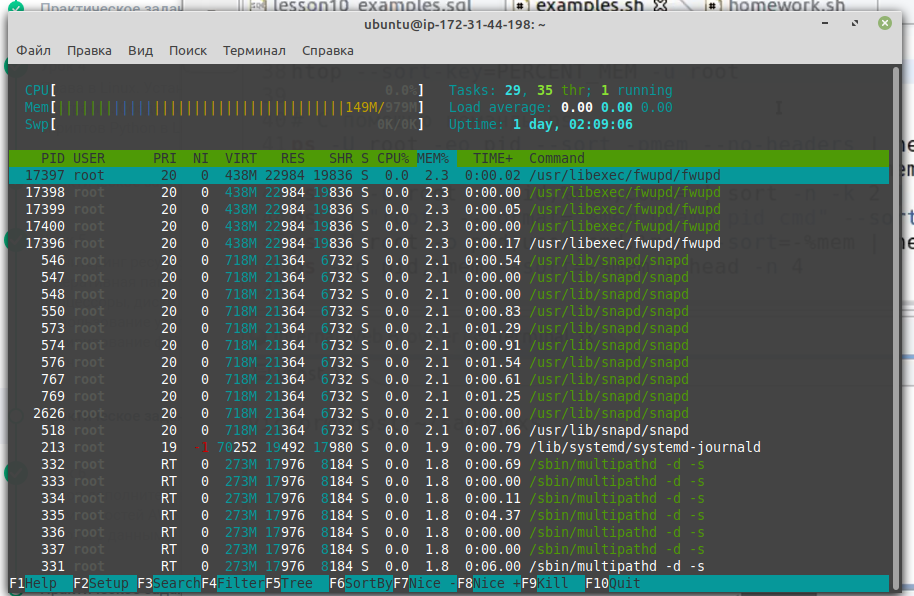 Практическое задан
lesson10_examples.sql
examples.sh
homework.sh
ubuntu@ip-172-31-44-198: ~
Файл Правка Вид Поиск Терминал Справка
htop --sort-key=PERCENT_MEM -u root
CPU[ 0.0%] Tasks: 29, 35 thr; 1 running
Mem[||||||||||||||||||||||||||||||||||||149M/979M] Load average: 0.00 0.00 0.00
Swp[ 0K/0K] Uptime: 1 day, 02:09:06
PID USER PRI NI VIRT RES SHR S CPU% MEM% TIME+ Command
17397 root 20 0 438M 22984 19836 S 0.0 2.3 0:00.02 /usr/libexec/fwupd/fwupd
17398 root 20 0 438M 22984 19836 S 0.0 2.3 0:00.00 /usr/libexec/fwupd/fwupd
17399 root 20 0 438M 22984 19836 S 0.0 2.3 0:00.05 /usr/libexec/fwupd/fwupd
17400 root 20 0 438M 22984 19836 S 0.0 2.3 0:00.00 /usr/libexec/fwupd/fwupd
17396 root 20 0 438M 22984 19836 S 0.0 2.3 0:00.17 /usr/libexec/fwupd/fwupd
546 root 20 0 718M 21364 6732 S 0.0 2.1 0:00.54 /usr/lib/snapd/snapd
547 root 20 0 718M 21364 6732 S 0.0 2.1 0:00.00 /usr/lib/snapd/snapd
548 root 20 0 718M 21364 6732 S 0.0 2.1 0:00.00 /usr/lib/snapd/snapd
550 root 20 0 718M 21364 6732 S 0.0 2.1 0:00.83 /usr/lib/snapd/snapd
573 root 20 0 718M 21364 6732 S 0.0 2.1 0:01.29 /usr/lib/snapd/snapd
574 root 20 0 718M 21364 6732 S 0.0 2.1 0:00.91 /usr/lib/snapd/snapd
576 root 20 0 718M 21364 6732 S 0.0 2.1 0:01.54 /usr/lib/snapd/snapd
767 root 20 0 718M 21364 6732 S 0.0 2.1 0:00.61 /usr/lib/snapd/snapd
769 root 20 0 718M 21364 6732 S 0.0 2.1 0:01.25 /usr/lib/snapd/snapd
2626 root 20 0 718M 21364 6732 S 0.0 2.1 0:00.00 /usr/lib/snapd/snapd
518 root 20 0 718M 21364 6732 S 0.0 2.1 0:07.06 /usr/lib/snapd/snapd
213 root 19 -1 70252 19492 17980 S 0.0 1.9 0:00.79 /lib/systemd/systemd-journald
332 root RT 0 273M 17976 8184 S 0.0 1.8 0:00.69 /sbin/multipathd -d -s
333 root RT 0 273M 17976 8184 S 0.0 1.8 0:00.00 /sbin/multipathd -d -s
334 root RT 0 273M 17976 8184 S 0.0 1.8 0:00.11 /sbin/multipathd -d -s
335 root RT 0 273M 17976 8184 S 0.0 1.8 0:04.37 /sbin/multipathd -d -s
336 root RT 0 273M 17976 8184 S 0.0 1.8 0:00.00 /sbin/multipathd -d -s
337 root RT 0 273M 17976 8184 S 0.0 1.8 0:00.00 /sbin/multipathd -d -s
331 root RT 0 273M 17976 8184 S 0.0 1.8 0:06.00 /sbin/multipathd -d -s
F1Help F2Setup F3SearchF4FilterF5Tree F6SortByF7Nice -F8Nice +F9Kill F10Quit